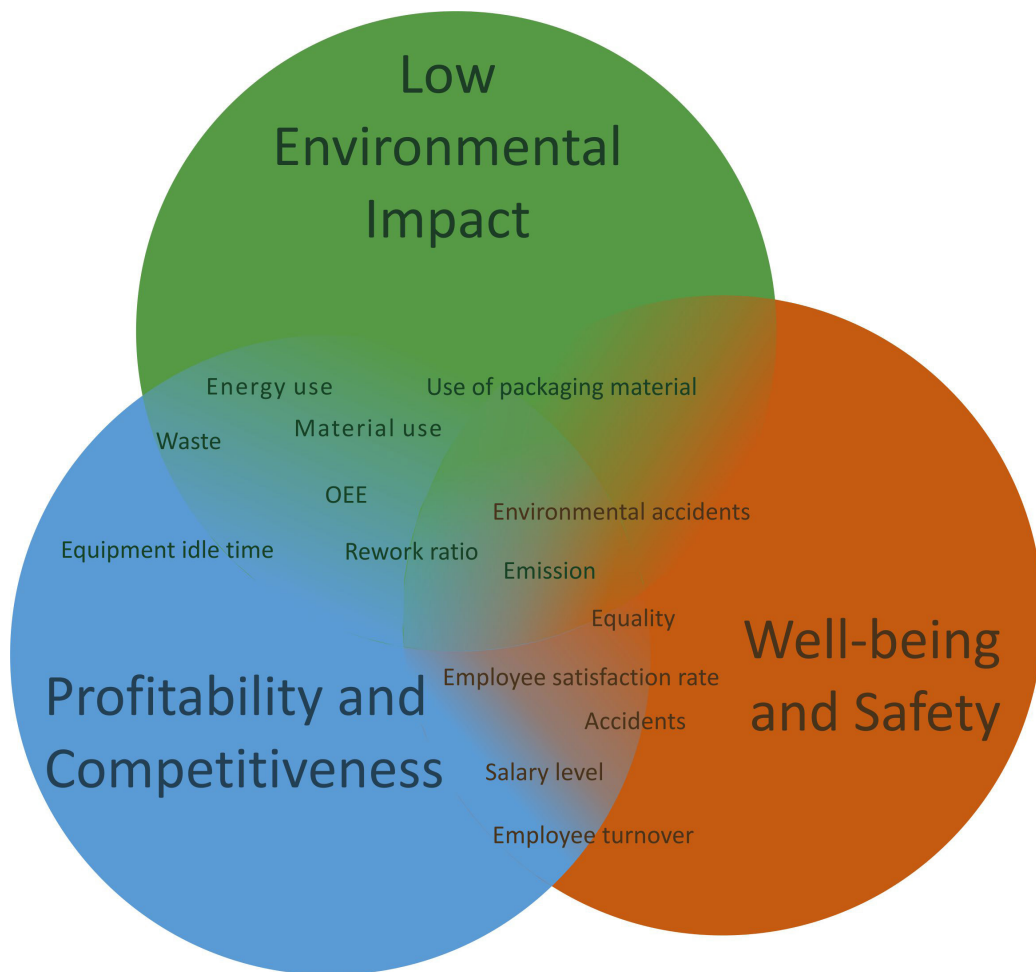 Low
Environmental
Impact
Energy use
Use of packaging material
Material use
Waste
OEE
Environmental accidents
Equipment idle time
Rework ratio
Emission
Equality
Well-being
and Safety
Employee satisfaction rate
Profitability and
Competitiveness
Accidents
Salary level
Employee turnover